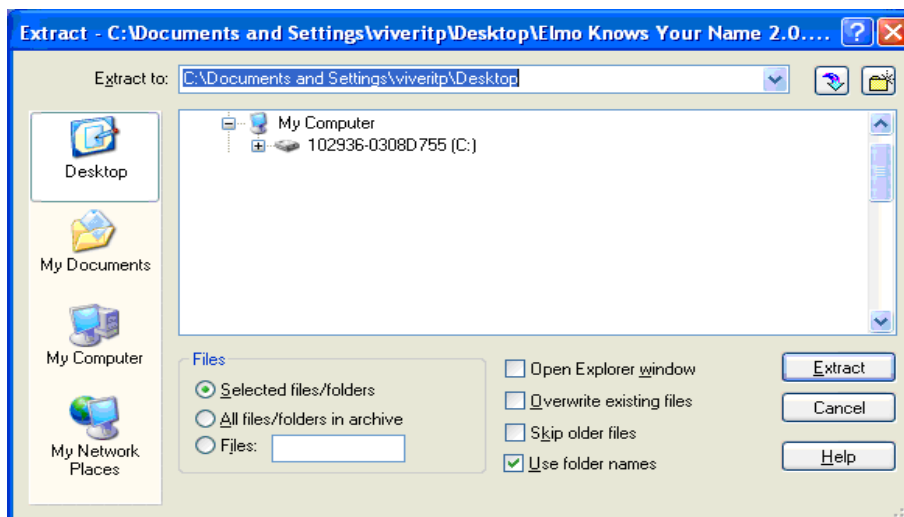 Extract - C:\Documents and Settings\viveritp\Desktop\Elmo Knows Your Name 2.0....
Extract to: C:\Documents and Settings\viveritp\Desktop
My Computer
102936-0308D755 (C:)
Desktop
My Documents
My Computer
My Network
Places
Files
Selected files/folders
All files/folders in archive
Files:
Open Explorer window
Overwrite existing files
Skip older files
Use folder names
Extract
Cancel
Help